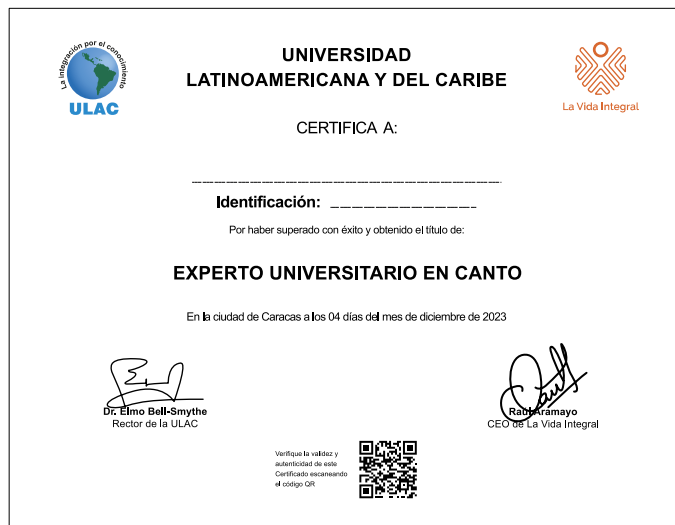 La integración por el conocimiento
ULAC
UNIVERSIDAD
LATINOAMERICANA Y DEL CARIBE
La Vida Integral
CERTIFICA A:
Identificación:
Por haber superado con éxito y obtenido el título de:
EXPERTO UNIVERSITARIO EN CANTO
En la ciudad de Caracas a los 04 días del mes de diciembre de 2023
Dr. Elmo Bell-Smythe
Rector de la ULAC
Raúl Aramayo
CEO de La Vida Integral
Verifique la validez y
autenticidad de este
Certificado escaneando
el código QR